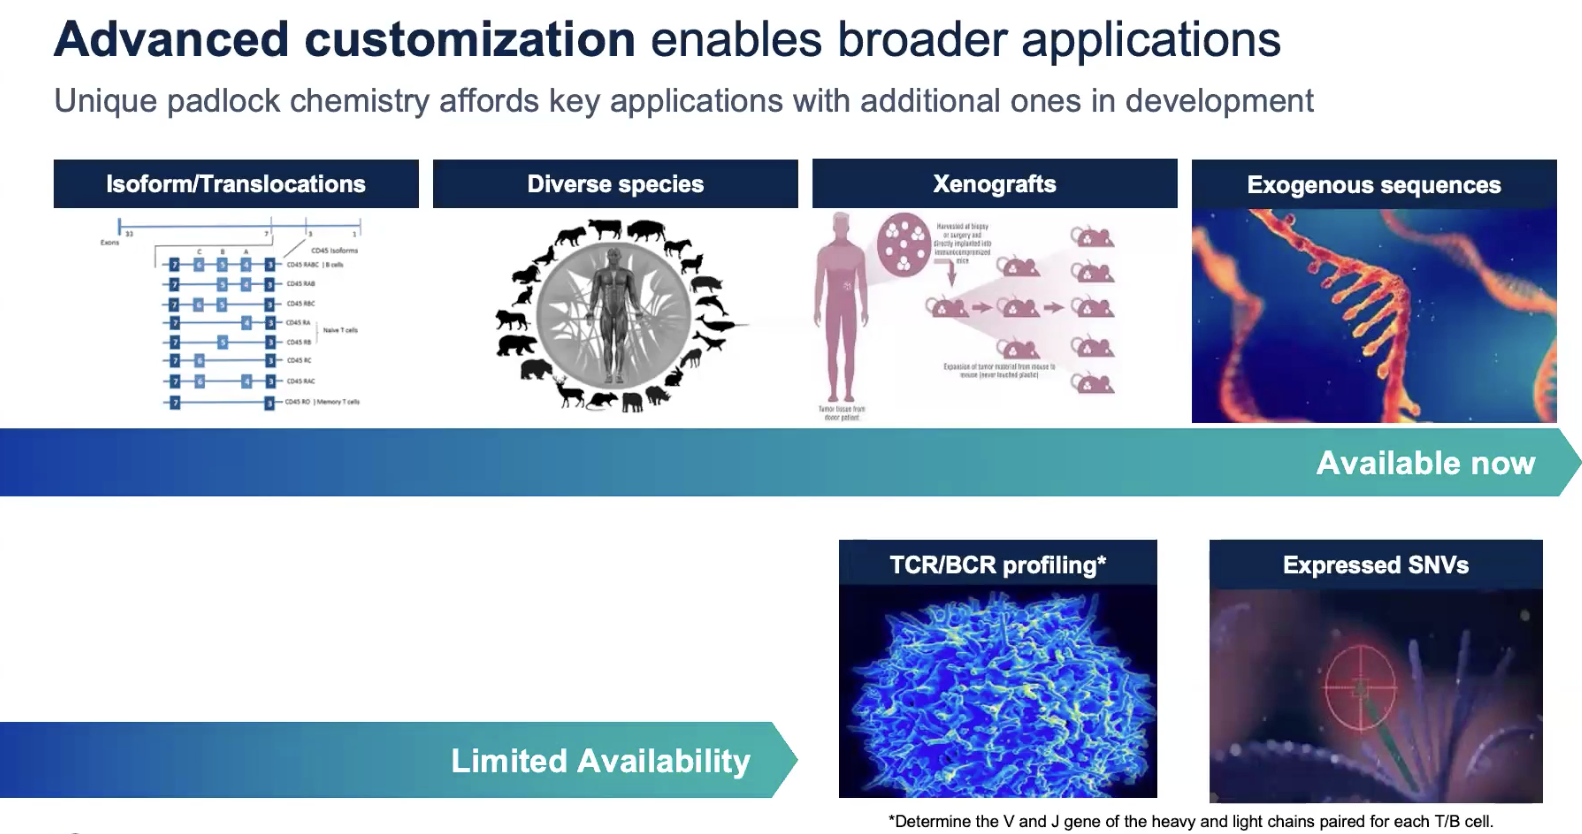 Advanced customization enables broader applications
Unique padlock chemistry affords key applications with additional ones in development
Isoform/Translocations
Diverse species
Xenografts
Exogenous sequences
33
7
3
1
Exons
CD45 Isoforms
C B A
7 6 5 4 3 CD45 RABC | B cells
7 5 4 3 CD45 RAB
7 6 5 3 CD45 RBC
7 4 3 CD45 RA
Naive T cells
7 5 3 CD45 RB
7 6 3 CD45 RC
7 6 4 3 CD45 RAC
7 3 CD45 RO | Memory T cells
Harvested at biopsy
or surgery and
directly implanted into
immunocompromized
mice
Expansion of tumor material from mouse to
mouse (never touched plastic)
Tumor tissue from
donor patient
Available now
TCR/BCR profiling*
Expressed SNVs
Limited Availability
*Determine the V and J gene of the heavy and light chains paired for each T/B cell.